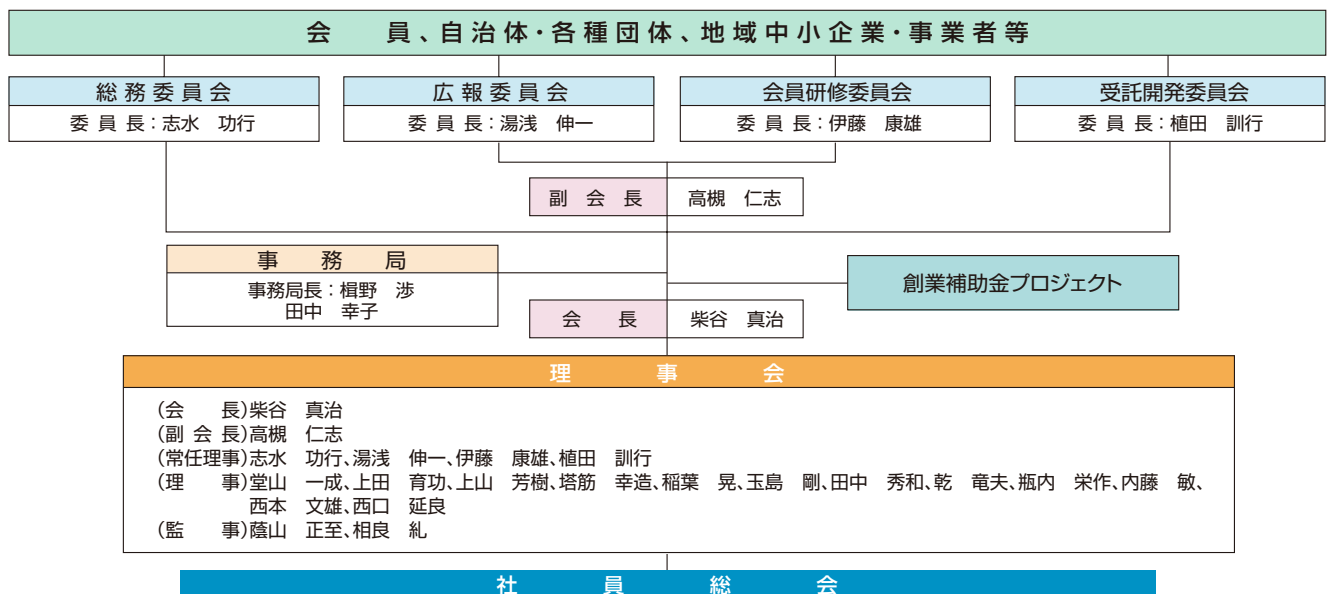 会　員、自治体・各種団体、地域中小企業・事業者等
総務委員会
委員長：志水　功行
広報委員会
委員長：湯浅　伸一
会員研修委員会
委員長：伊藤　康雄
受託開発委員会
委員長：植田　訓行
副会長　高槻　仁志
事務局
事務局長：楫野　渉
田中　幸子
創業補助金プロジェクト
会　長　柴谷　真治
理事会
（会　長）柴谷　真治
（副会長）高槻　仁志
（常任理事）志水　功行、湯浅　伸一、伊藤　康雄、植田　訓行
（理　事）堂山　一成、上田　育功、上山　芳樹、塔筋　幸造、稲葉　晃、玉島　剛、田中　秀和、乾　竜夫、瓶内　栄作、内藤　敏、
西本　文雄、西口　延良
（監　事）蔭山　正至、相良　糺
社員総会